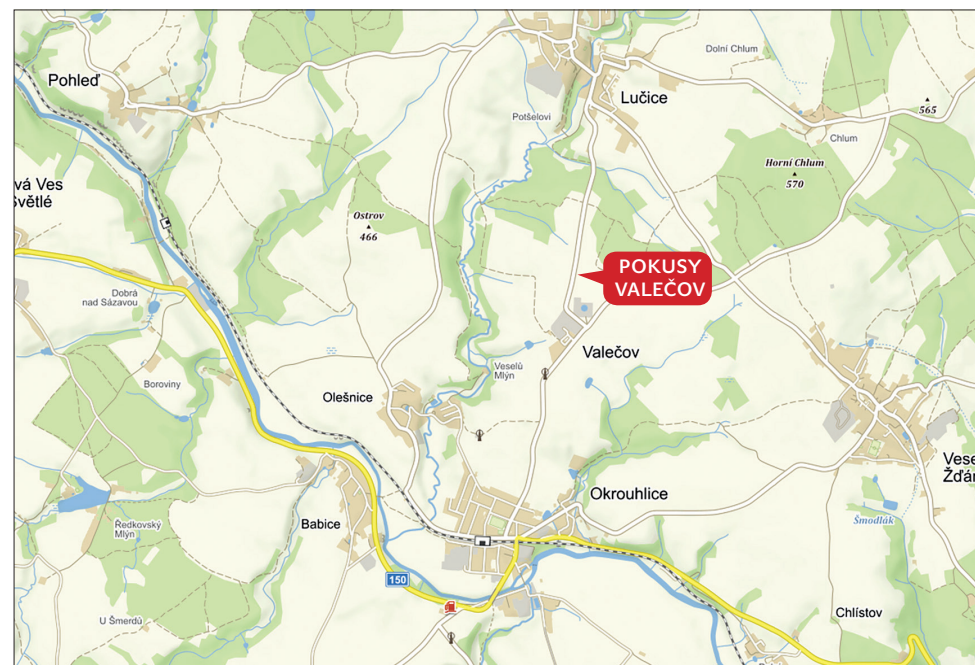 Dolní Chlum
Pohleď
Lučice
565
Potšelovi
Chlum
Horní Chlum
570
vá Ves
Světlé
Ostrov
466
POKUSY
VALEČOV
Dobrá
nad Sázavou
Valečov
Veselů
Mlýn
Boroviny
Olešnice
Vese
Žďá
Okrouhlice
Šmodlák
Babice
Ředkovský
Mlýn
150
Chlístov
U Šmerdů